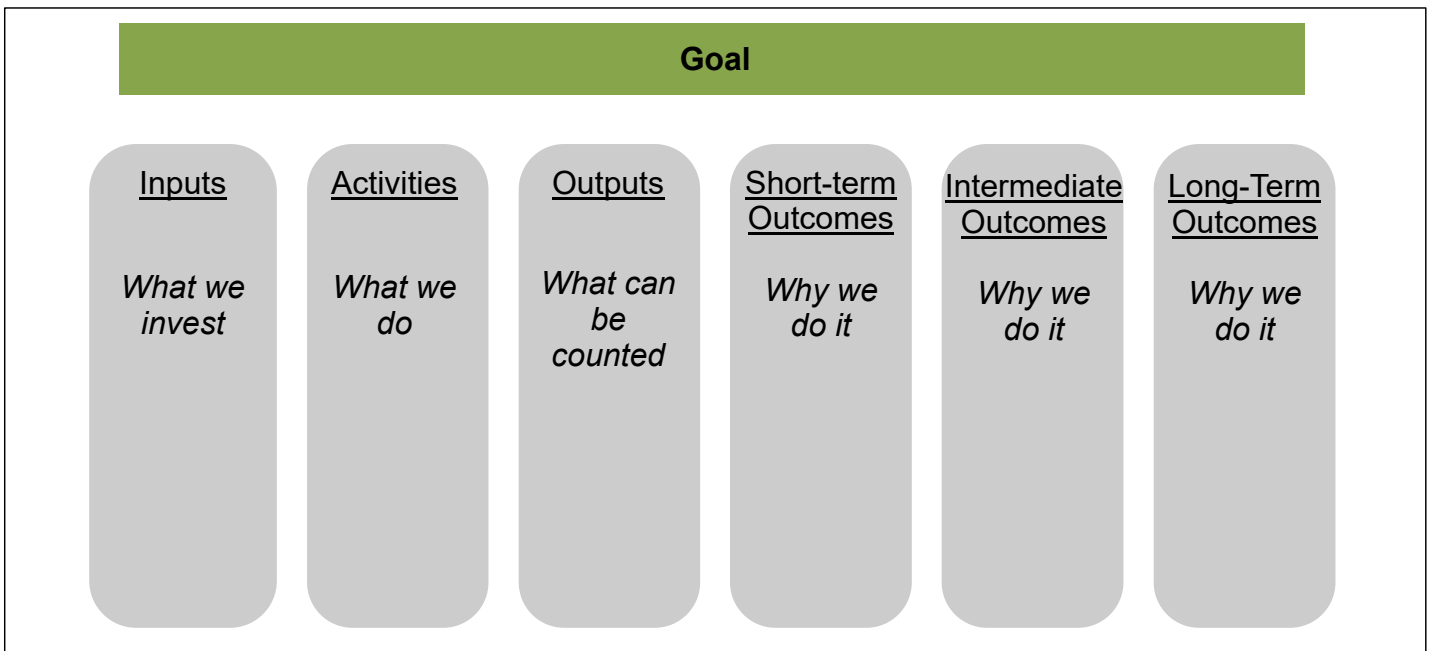 Goal
Inputs
What we
invest
Activities
What we
do
Outputs
What can
be
counted
Short-term
Outcomes
Why we
do it
Intermediate
Outcomes
Why we
do it
Long-Term
Outcomes
Why we
do it